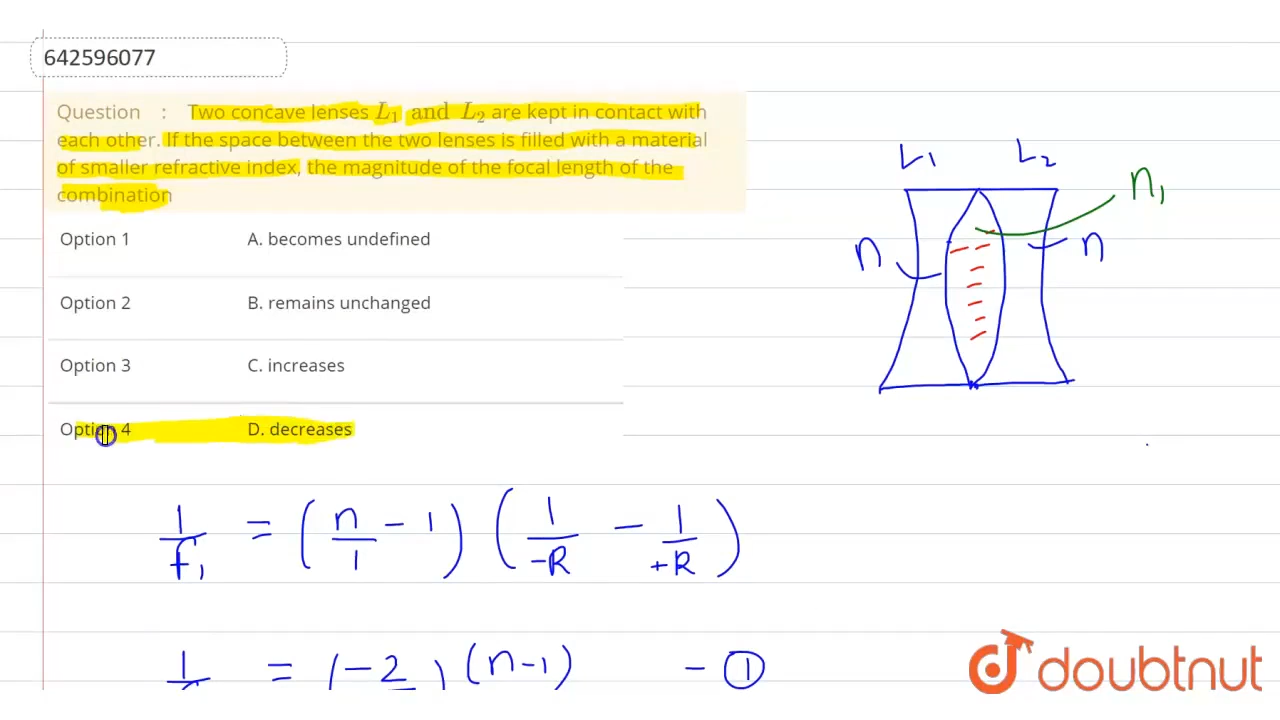 642596077
Question : Two concave lenses L₁ and L₂ are kept in contact with
each other. If the space between the two lenses is filled with a material
of smaller refractive index, the magnitude of the focal length of the
combination
Option 1 A. becomes undefined
Option 2 B. remains unchanged
Option 3 C. increases
Option 4 D. decreases
L₁ L₂
n₁
n n
1/f₁ = (n/1 - 1) (1/-R - 1/+R)
= (-2 ) (n-1) - ①
doubtnut